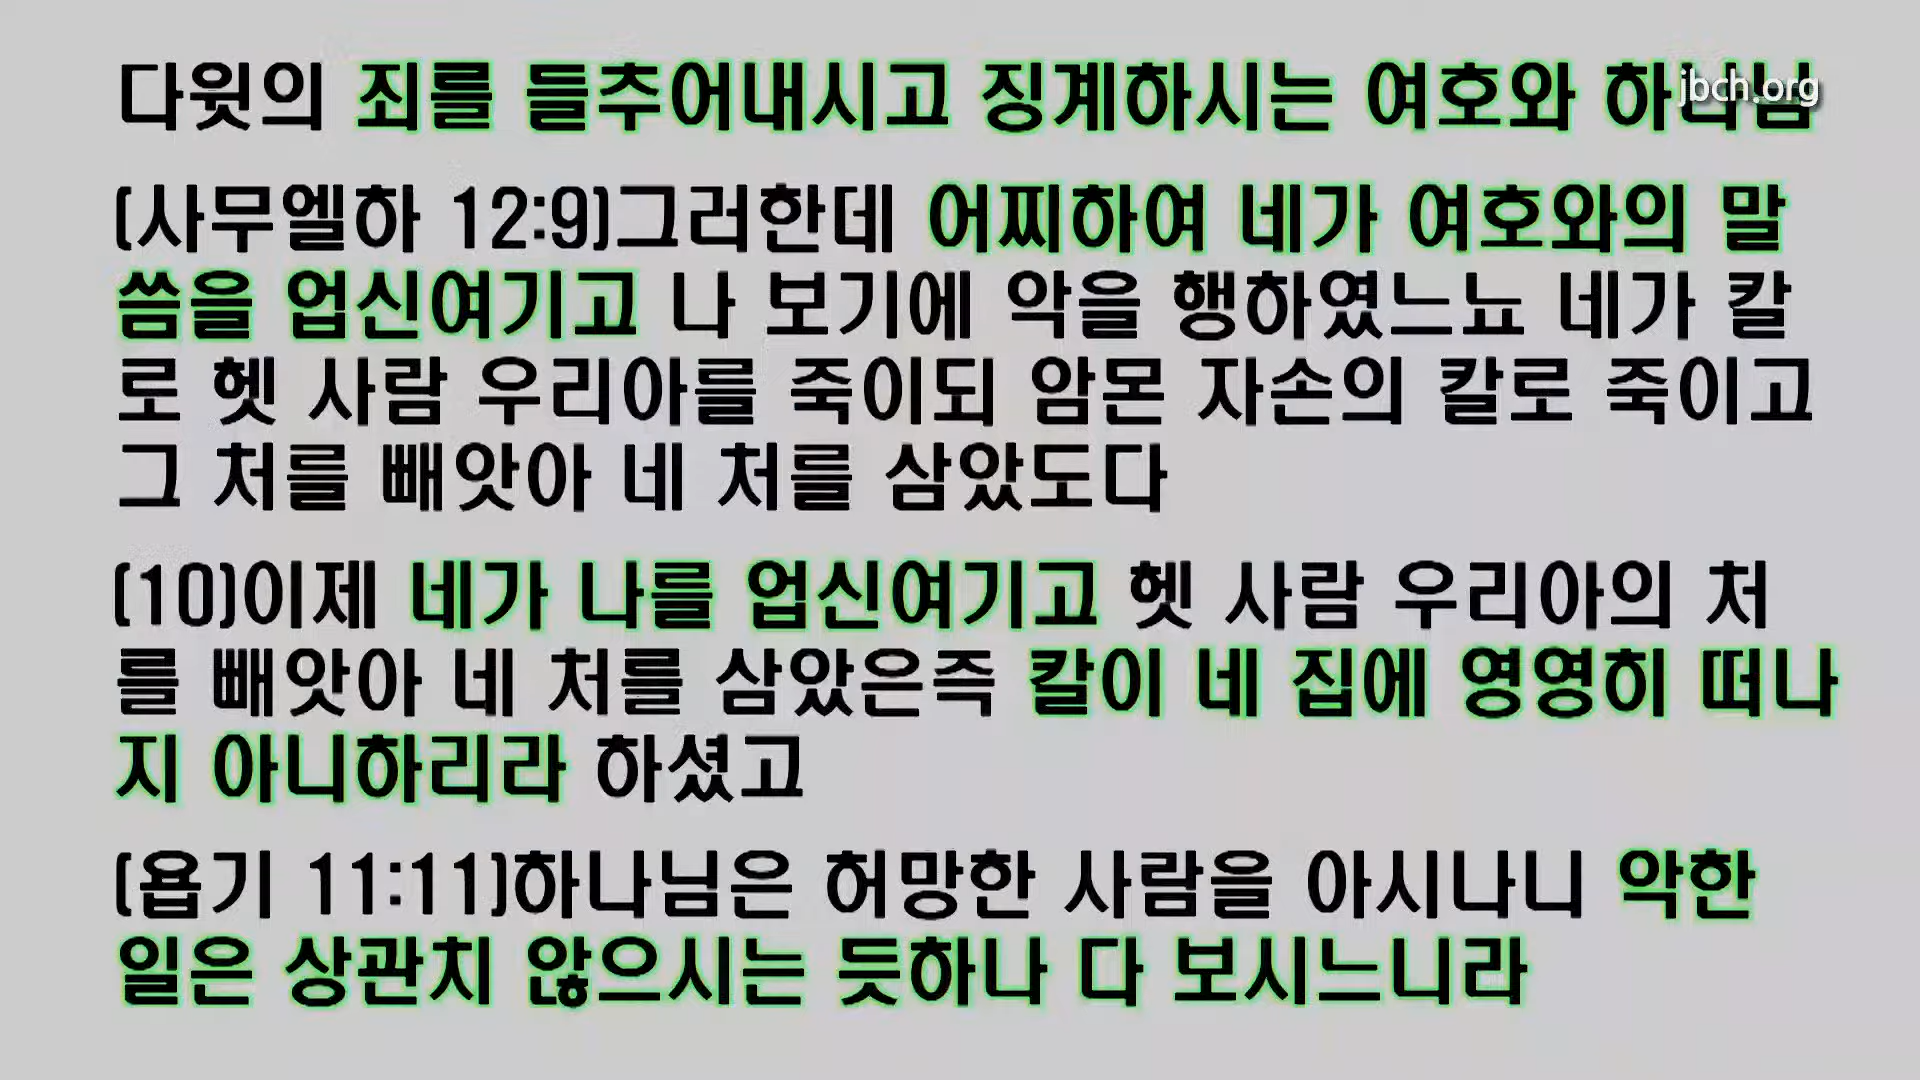 다윗의 죄를 들추어내시고 징계하시는 여호와 하나님
jbch.org
(사무엘하 12:9)그러한데 어찌하여 네가 여호와의 말
씀을 업신여기고 나 보기에 악을 행하였느뇨 네가 칼
로 헷 사람 우리아를 죽이되 암몬 자손의 칼로 죽이고
그 처를 빼앗아 네 처를 삼았도다
(10)이제 네가 나를 업신여기고 헷 사람 우리아의 처
를 빼앗아 네 처를 삼았은즉 칼이 네 집에 영영히 떠나
지 아니하리라 하셨고
(욥기 11:11)하나님은 허망한 사람을 아시나니 악한
일은 상관치 않으시는 듯하나 다 보시느니라